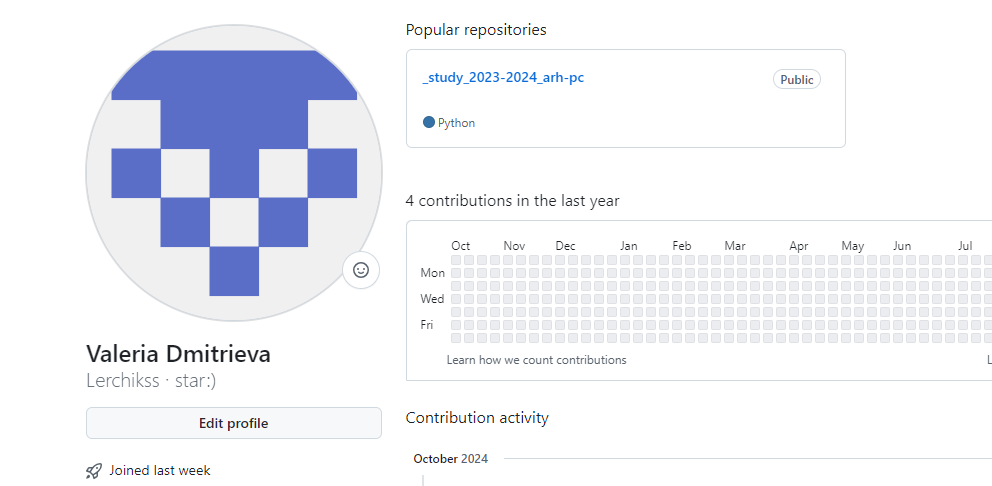 Popular repositories
_study_2023-2024_arh-pc
Public
Python
4 contributions in the last year
Oct Nov Dec Jan Feb Mar Apr May Jun Jul
Mon
Wed
Fri
Learn how we count contributions
L
Valeria Dmitrieva
Lerchikss · star:)
Edit profile
Joined last week
Contribution activity
October 2024